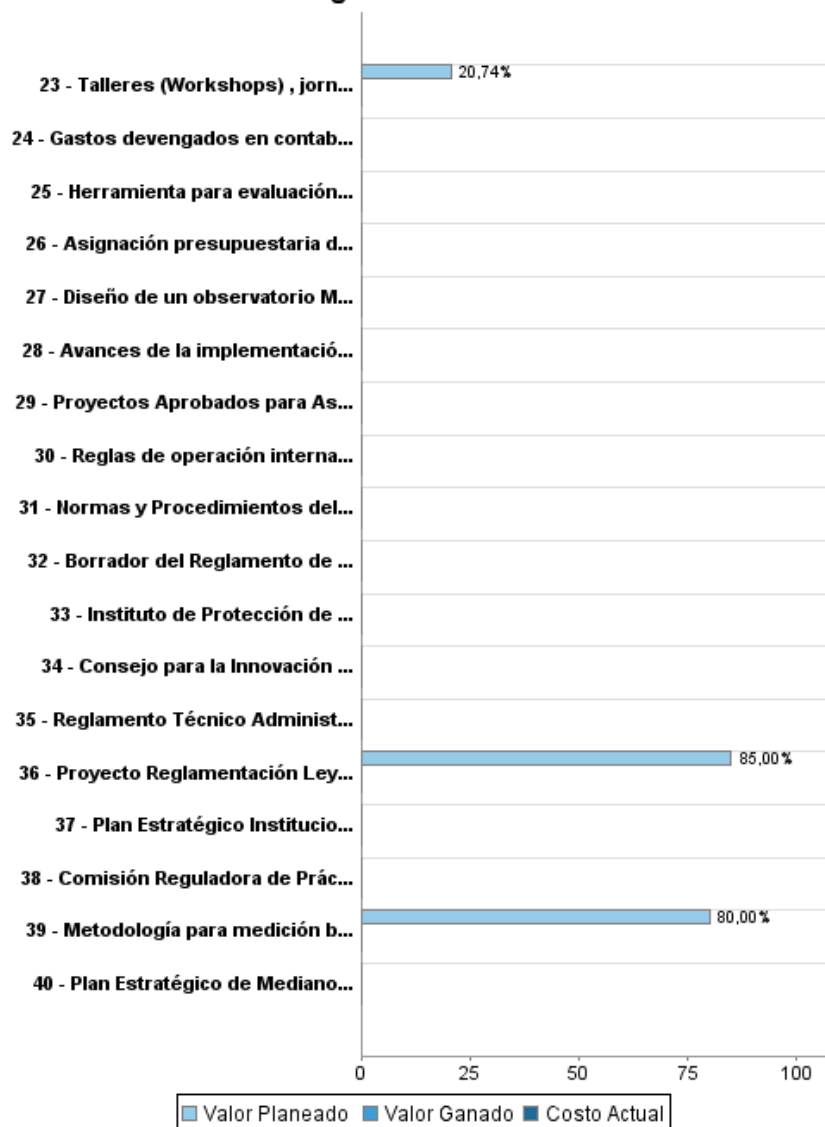 23 - Talleres (Workshops) , jorn...
20,74%
24 - Gastos devengados en contab...
25 - Herramienta para evaluación...
26 - Asignación presupuestaria d...
27 - Diseño de un observatorio M...
28 - Avances de la implementació...
29 - Proyectos Aprobados para As...
30 - Reglas de operación interna...
31 - Normas y Procedimientos del...
32 - Borrador del Reglamento de ...
33 - Instituto de Protección de ...
34 - Consejo para la Innovación ...
35 - Reglamento Técnico Administ...
36 - Proyecto Reglamentación Ley...
85,00%
37 - Plan Estratégico Institucio...
38 - Comisión Reguladora de Prác...
39 - Metodología para medición b...
80,00%
40 - Plan Estratégico de Mediano...
0 25 50 75 100
Valor Planeado Valor Ganado Costo Actual